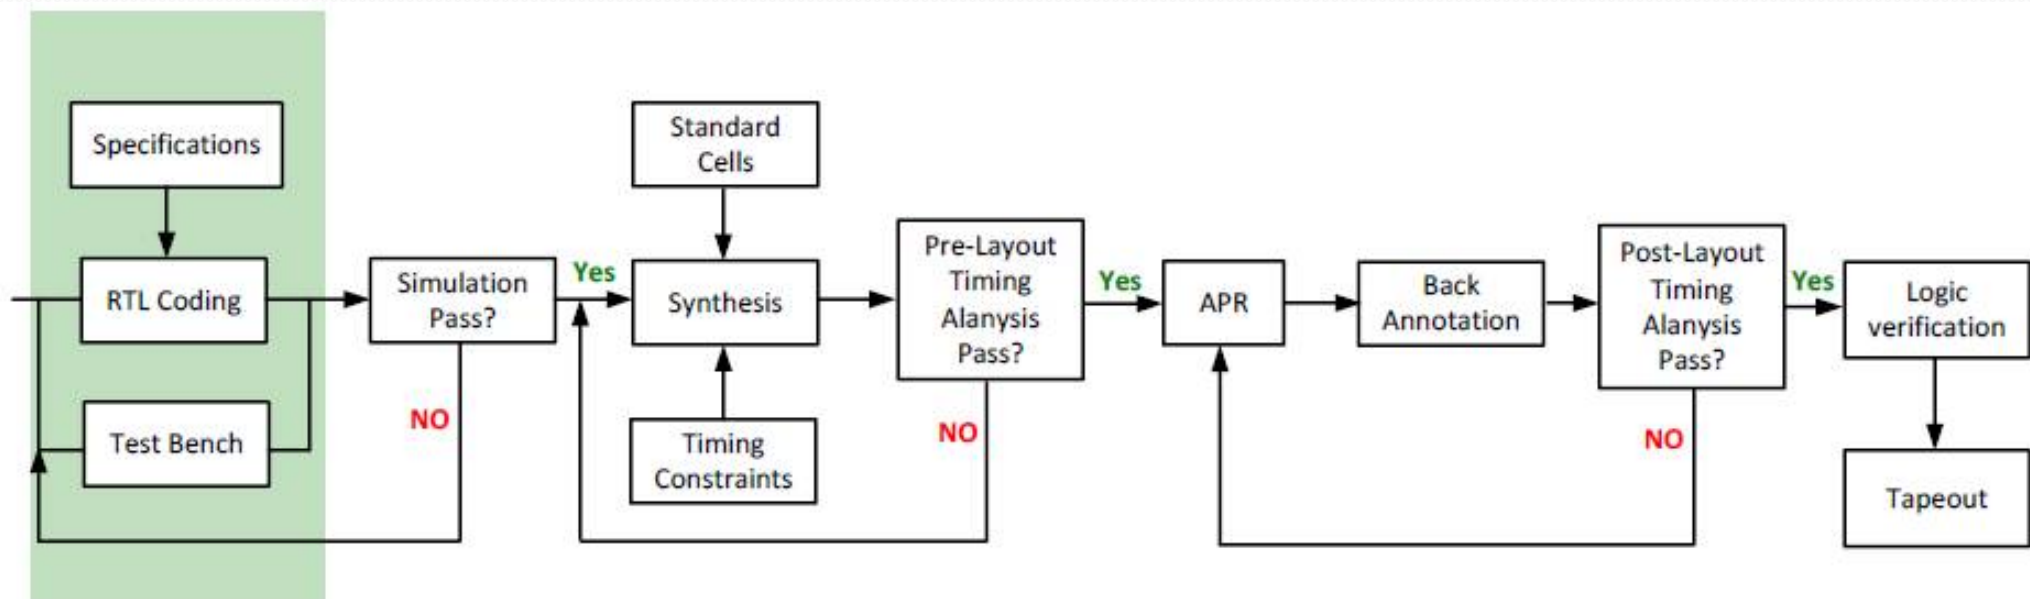 Specifications
RTL Coding
Test Bench
Simulation
Pass?
NO
Yes
Standard
Cells
Synthesis
Timing
Constraints
Pre-Layout
Timing
Alanysis
Pass?
NO
Yes
APR
Back
Annotation
Post-Layout
Timing
Alanysis
Pass?
NO
Yes
Logic
verification
Tapeout